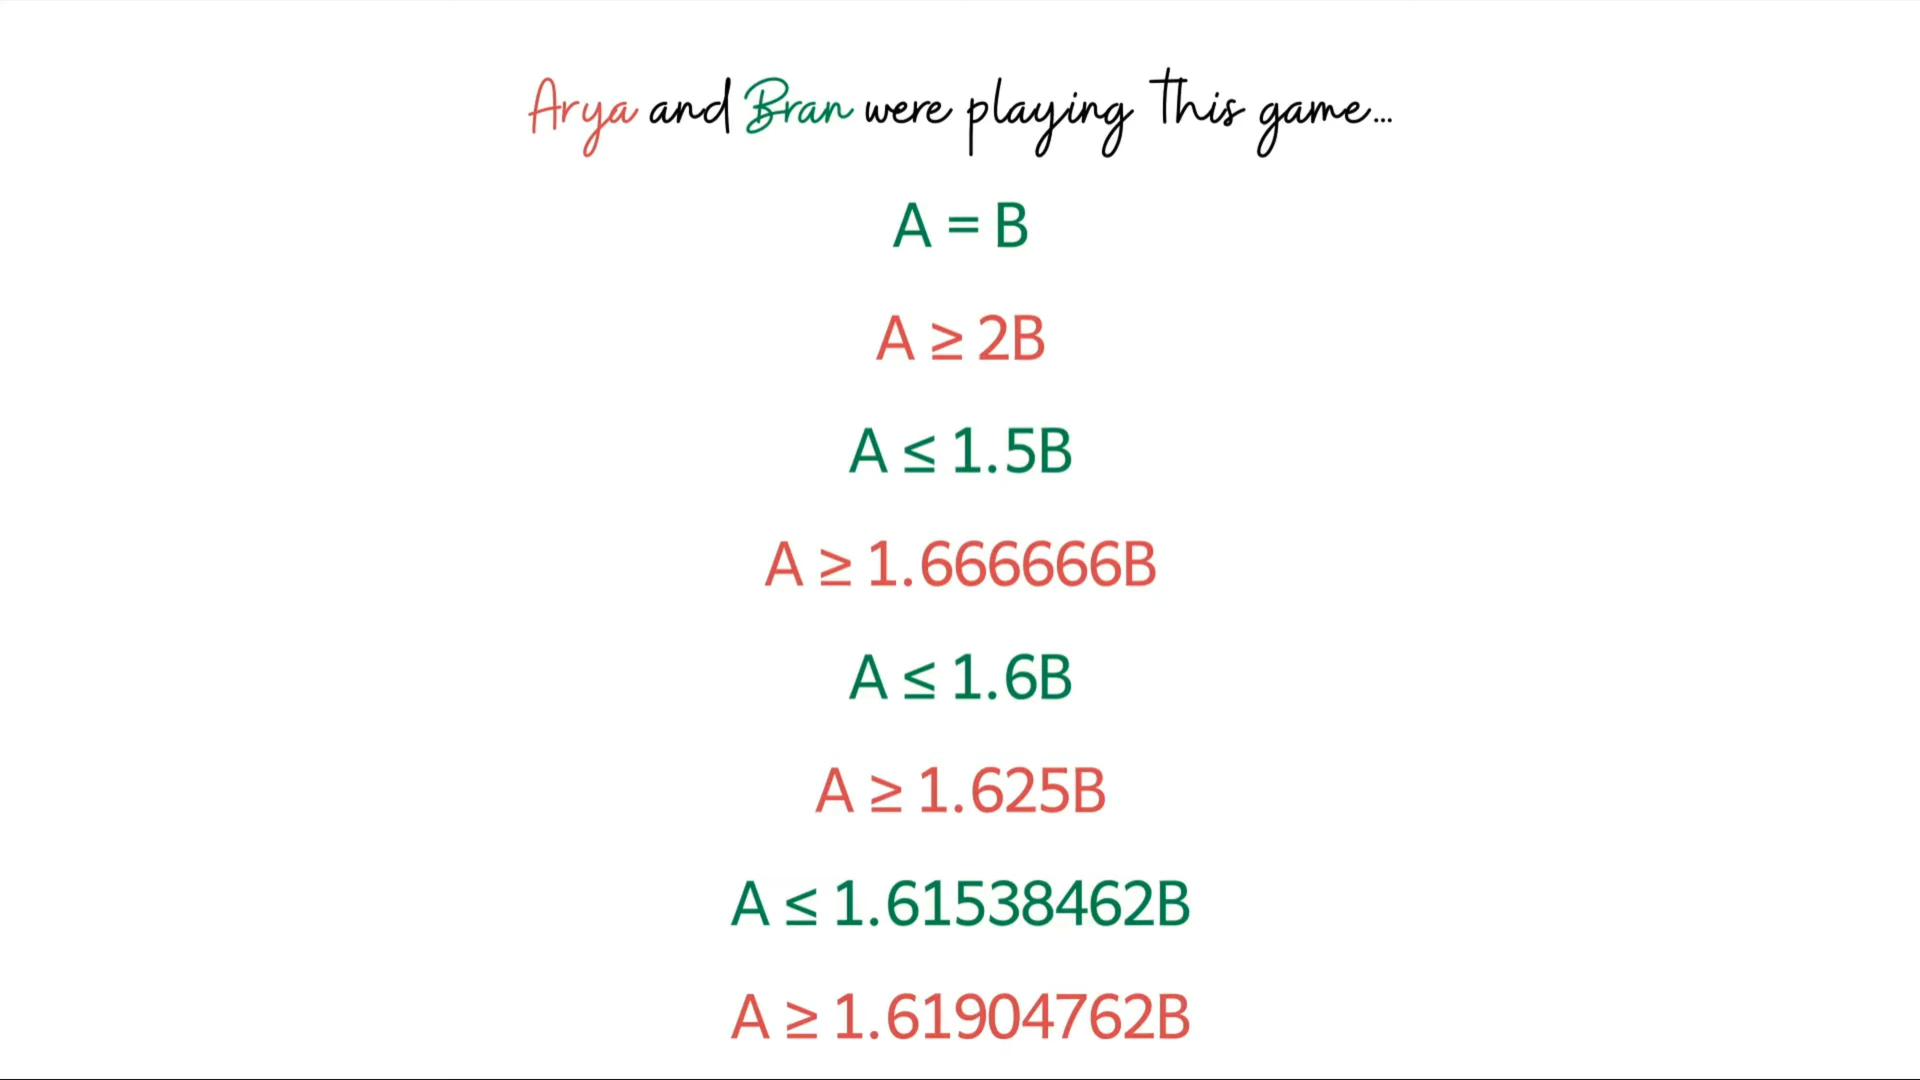 Arya and Bran were playing this game...
A = B
A ≥ 2B
A ≤ 1.5B
A ≥ 1.666666B
A ≤ 1.6B
A ≥ 1.625B
A ≤ 1.61538462B
A ≥ 1.61904762B